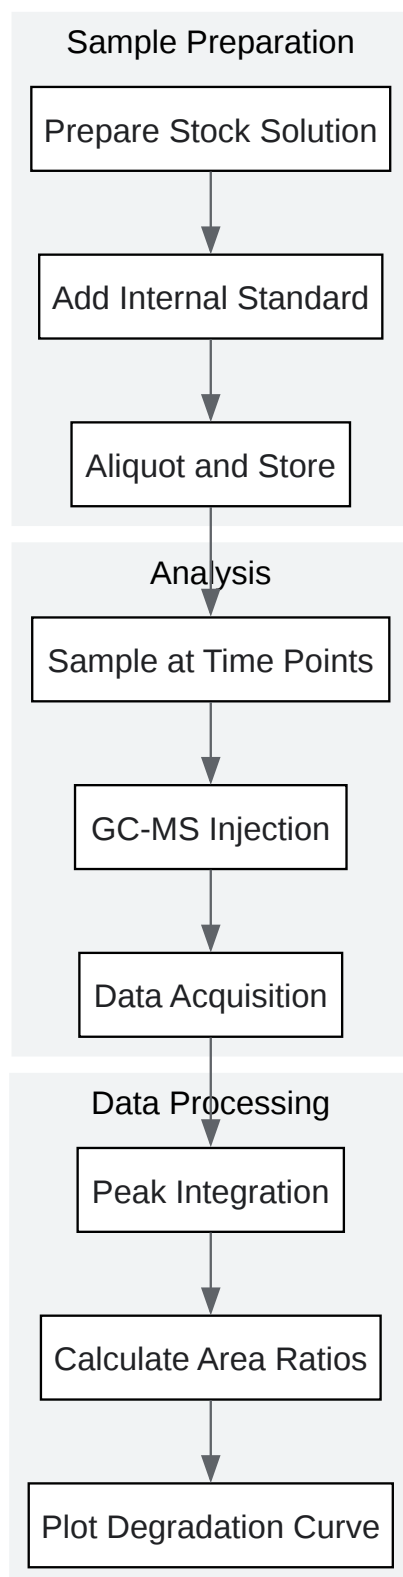 Sample Preparation
Prepare Stock Solution
Add Internal Standard
Aliquot and Store
Analysis
Sample at Time Points
GC-MS Injection
Data Acquisition
Data Processing
Peak Integration
Calculate Area Ratios
Plot Degradation Curve